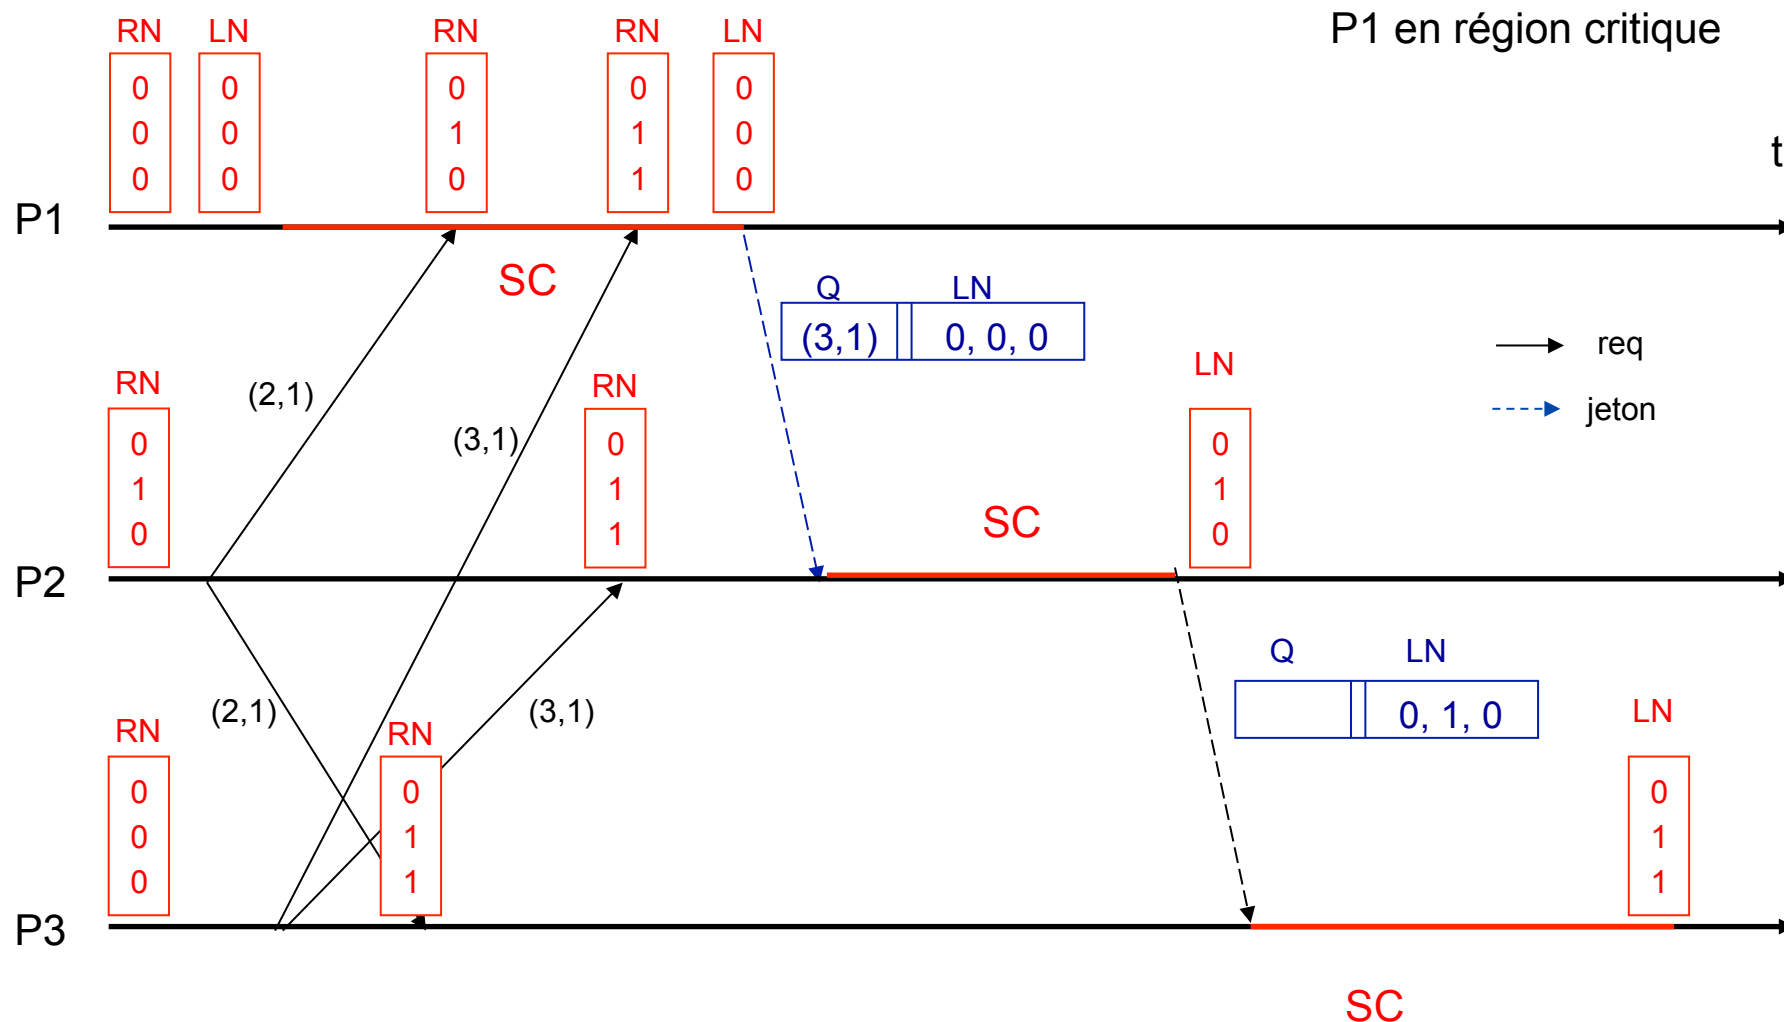 P1 en région critique
RN LN RN RN LN
0 0 0 0 0
0 0 1 1 0
0 0 0 1 0
t
P1
SC
Q LN
(3,1) 0, 0, 0
req
jeton
RN RN LN
(2,1) (3,1)
0 0 0
1 1 1
0 1 0
SC
P2
Q LN
0, 1, 0
(2,1) (3,1)
RN RN LN
0 0 0
0 1 1
0 1 1
P3
SC